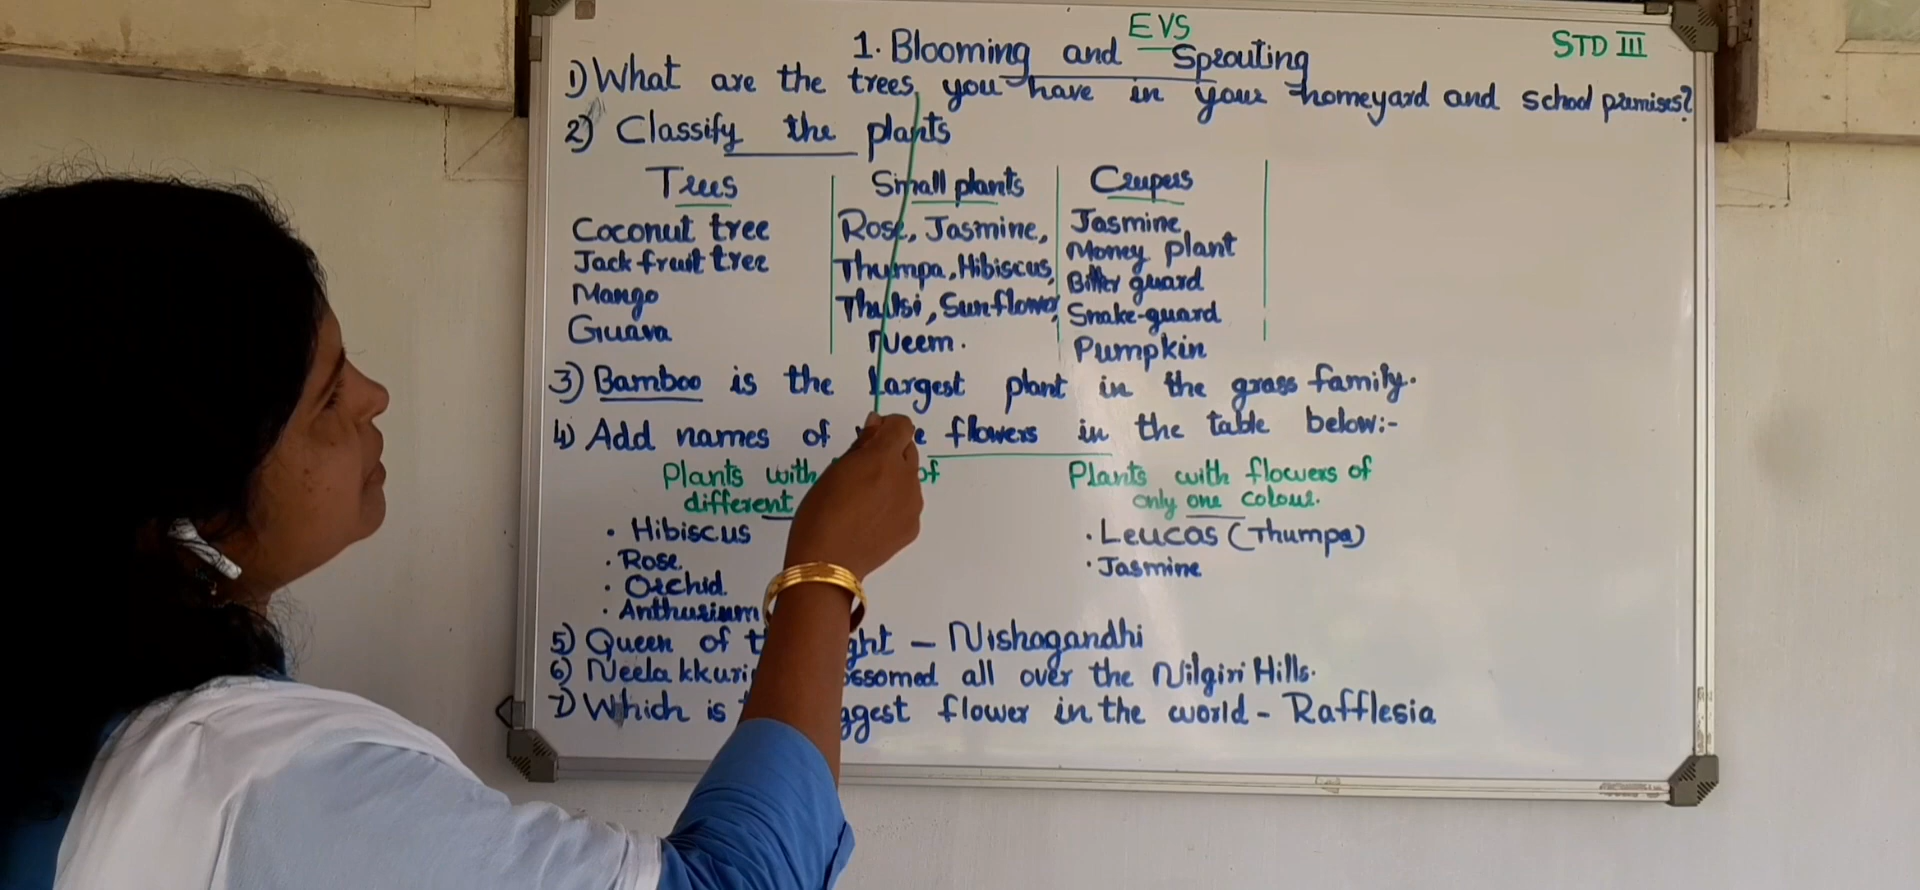 EVS
STD III
1. Blooming and Sprouting
1) What are the trees you have in your homeyard and school premises?
2) Classify the plants
Trees Small plants Creepers
Coconut tree Rose, Jasmine, Jasmine
Jack fruit tree Thumpa, Hibiscus, Money plant
Mango Thulsi, Sunflower, Bitter guard
Guava Neem. Snake-guard
Pumpkin
3) Bamboo is the largest plant in the grass family.
4) Add names of flowers in the table below:-
Plants with of Plants with flowers of
different only one colour.
• Hibiscus • Leucas (Thumpa)
• Rose. • Jasmine
• Orchid.
• Anthurium
5) Queen of ght – Nishagandhi
6) Neela kkuri ossomed all over the Nilgiri Hills.
7) Which is ggest flower in the world - Rafflesia